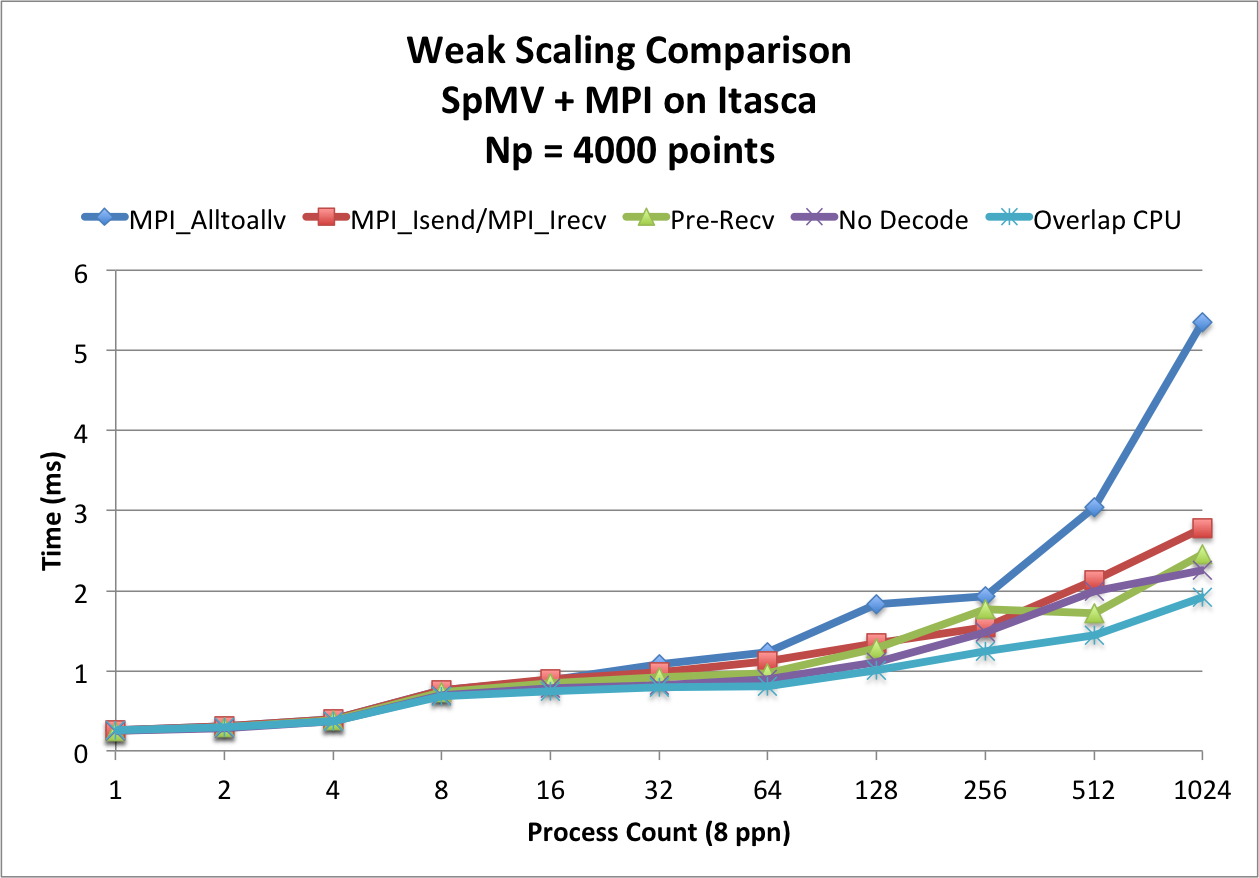 Weak Scaling Comparison
SpMV + MPI on Itasca
Np = 4000 points
MPI_Alltoallv MPI_Isend/MPI_Irecv Pre-Recv No Decode Overlap CPU
6
5
4
3
2
1
0
Time (ms)
1 2 4 8 16 32 64 128 256 512 1024
Process Count (8 ppn)